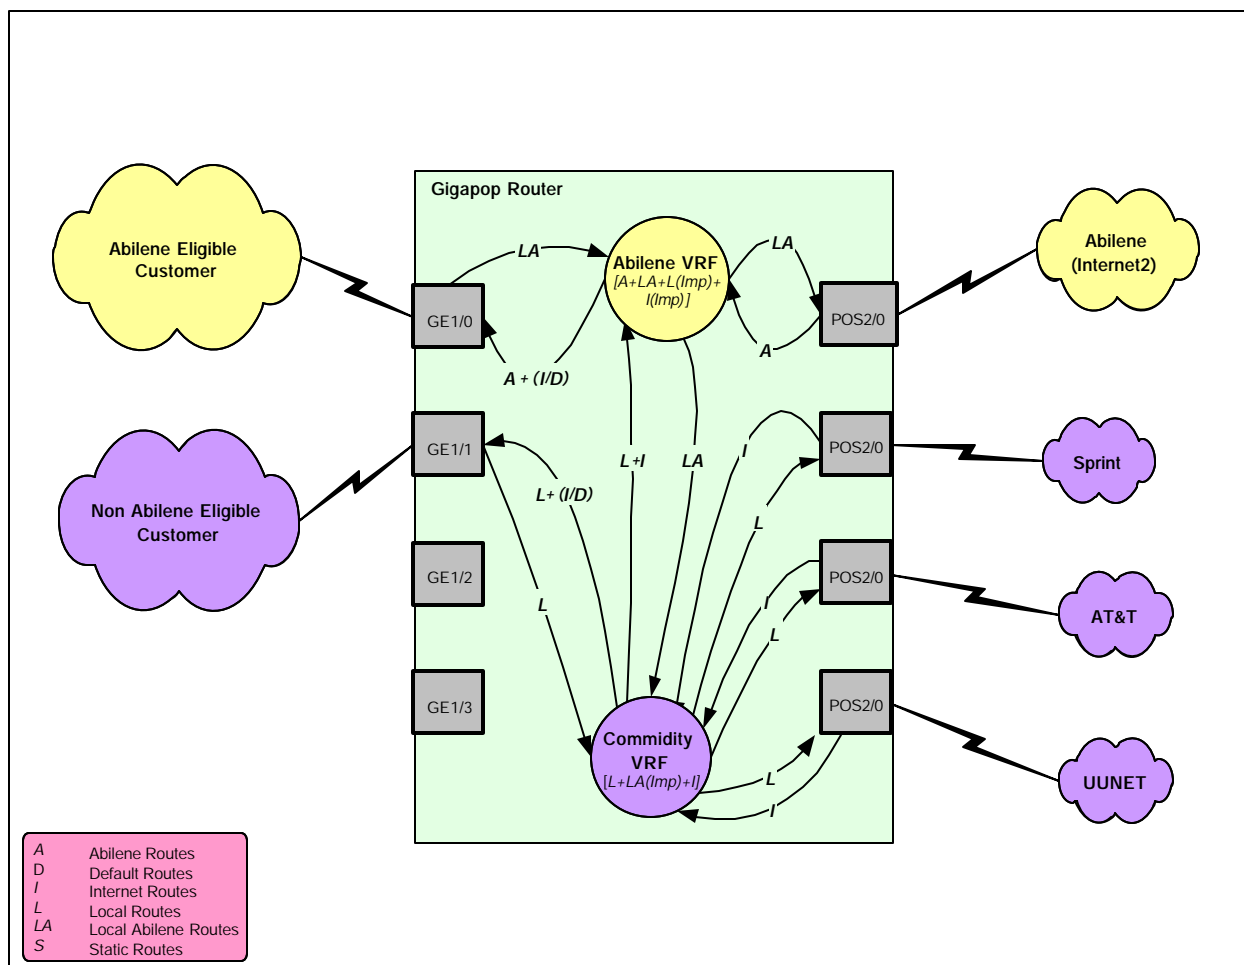 Gigapop Router
Abilene Eligible
Customer
LA
Abilene VRF
[A+LA+L(Imp)+
I(Imp)]
LA
Abilene
(Internet2)
GE1/0
POS2/0
A
A + (I/D)
GE1/1
L+I
LA
I
POS2/0
Sprint
Non Abilene Eligible
Customer
L+ (I/D)
L
GE1/2
L
I
L
POS2/0
AT&T
GE1/3
POS2/0
Commidity
VRF
[L+LA(Imp)+I]
L
I
UUNET
A Abilene Routes
D Default Routes
I Internet Routes
L Local Routes
LA Local Abilene Routes
S Static Routes